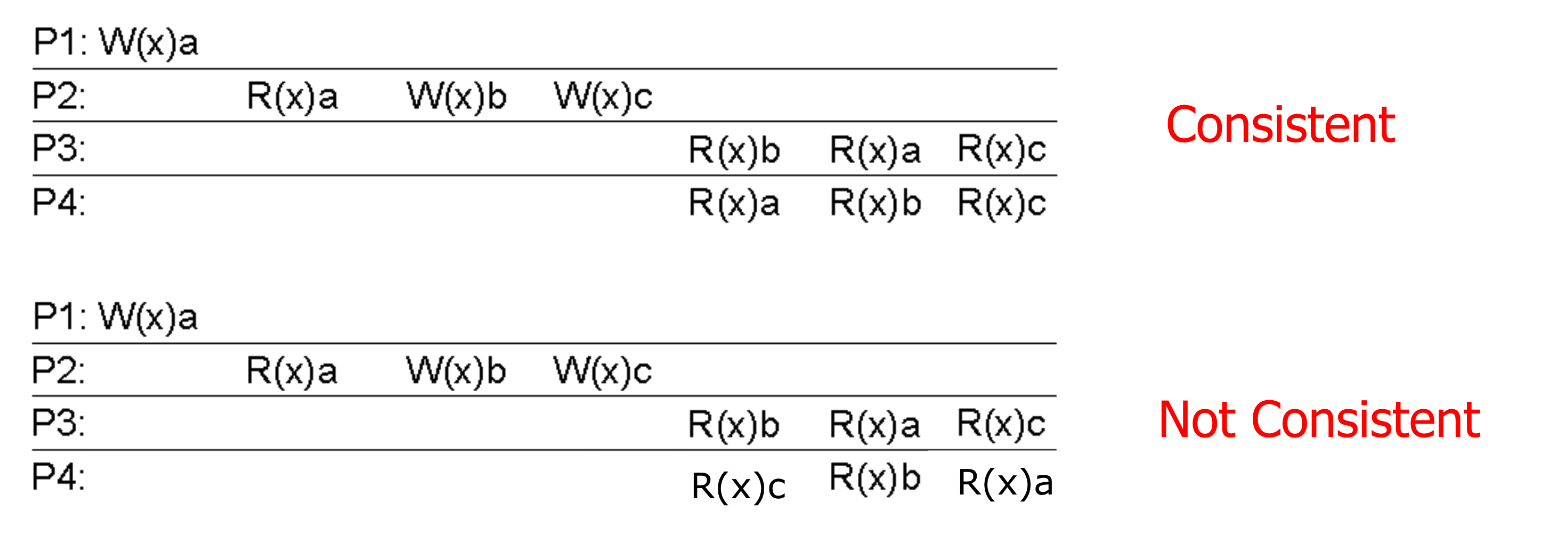 P1: W(x)a
P2: R(x)a W(x)b W(x)c
Consistent
P3: R(x)b R(x)a R(x)c
P4: R(x)a R(x)b R(x)c
P1: W(x)a
P2: R(x)a W(x)b W(x)c
P3: R(x)b R(x)a R(x)c
Not Consistent
P4: R(x)c R(x)b R(x)a